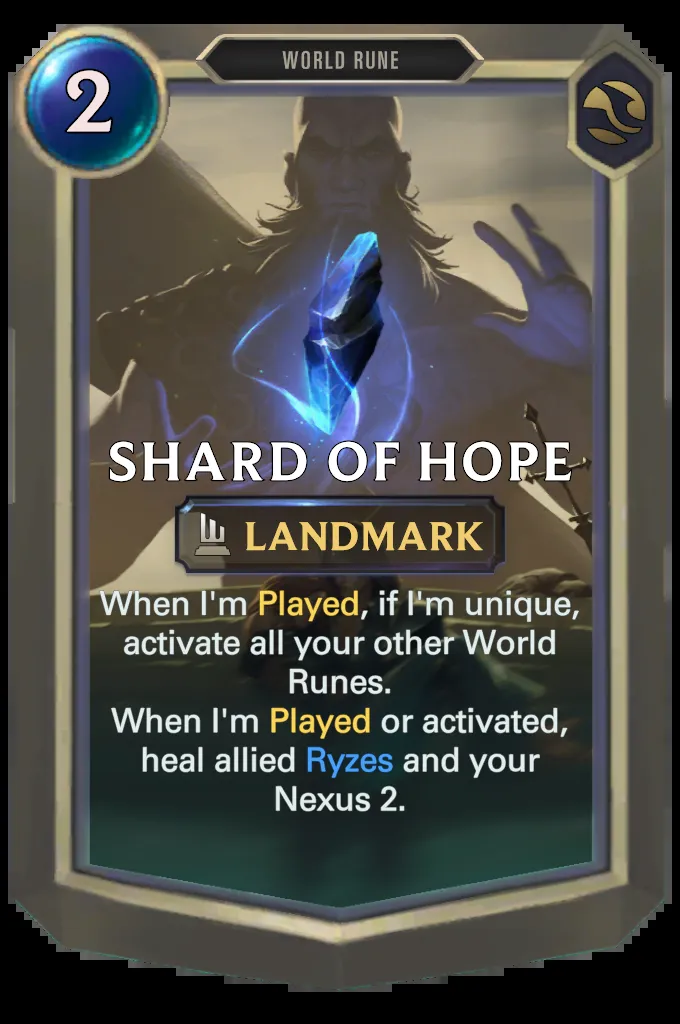 WORLD RUNE
2
SHARD OF HOPE
LANDMARK
When I'm Played, if I'm unique,
activate all your other World
Runes.
When I'm Played or activated,
heal allied Ryzes and your
Nexus 2.